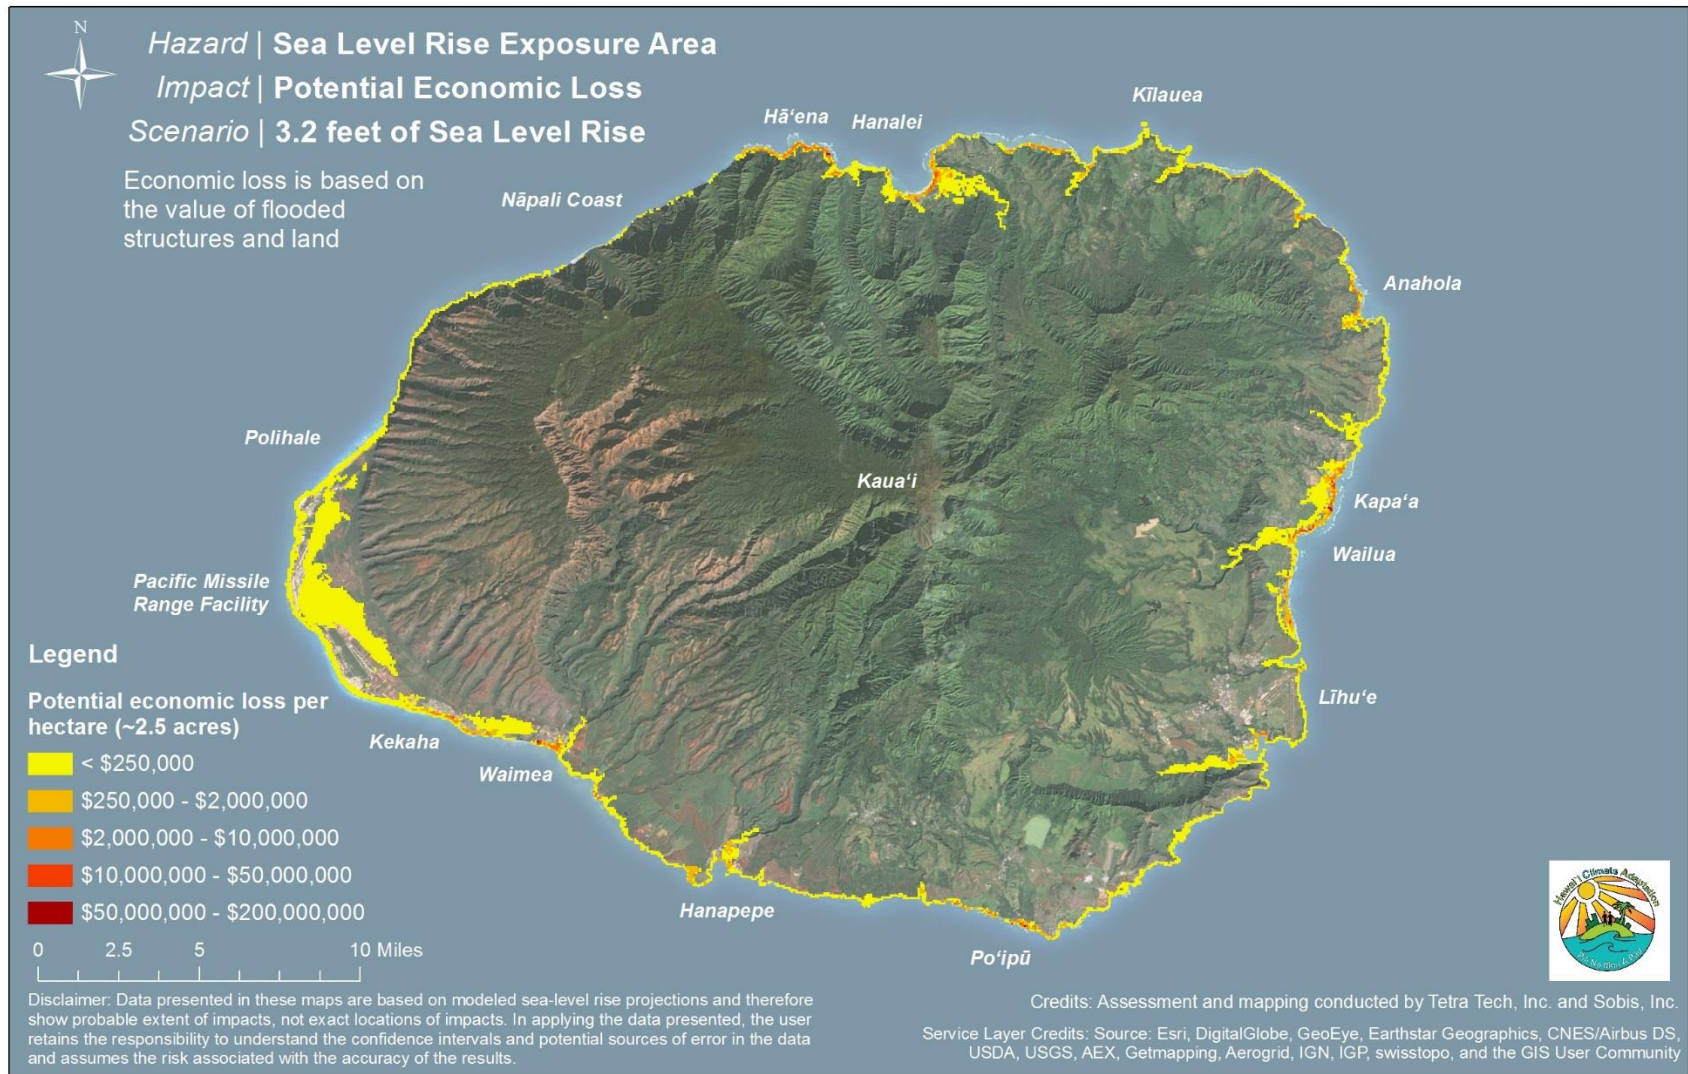 N
Hazard | Sea Level Rise Exposure Area
Impact | Potential Economic Loss
Scenario | 3.2 feet of Sea Level Rise
Economic loss is based on
the value of flooded
structures and land
Kīlauea
Hāʻena
Hanalei
Nāpali Coast
Anahola
Polihale
Kauaʻi
Kapaʻa
Wailua
Pacific Missile
Range Facility
Līhuʻe
Kekaha
Waimea
Hanapepe
Poʻipū
Legend
Potential economic loss per
hectare (~2.5 acres)
< $250,000
$250,000 - $2,000,000
$2,000,000 - $10,000,000
$10,000,000 - $50,000,000
$50,000,000 - $200,000,000
0 2.5 5 10 Miles
Disclaimer: Data presented in these maps are based on modeled sea-level rise projections and therefore
show probable extent of impacts, not exact locations of impacts. In applying the data presented, the user
retains the responsibility to understand the confidence intervals and potential sources of error in the data
and assumes the risk associated with the accuracy of the results.
Hawaiʻi Climate Adaptation
Credits: Assessment and mapping conducted by Tetra Tech, Inc. and Sobis, Inc.
Service Layer Credits: Source: Esri, DigitalGlobe, GeoEye, Earthstar Geographics, CNES/Airbus DS,
USDA, USGS, AEX, Getmapping, Aerogrid, IGN, IGP, swisstopo, and the GIS User Community